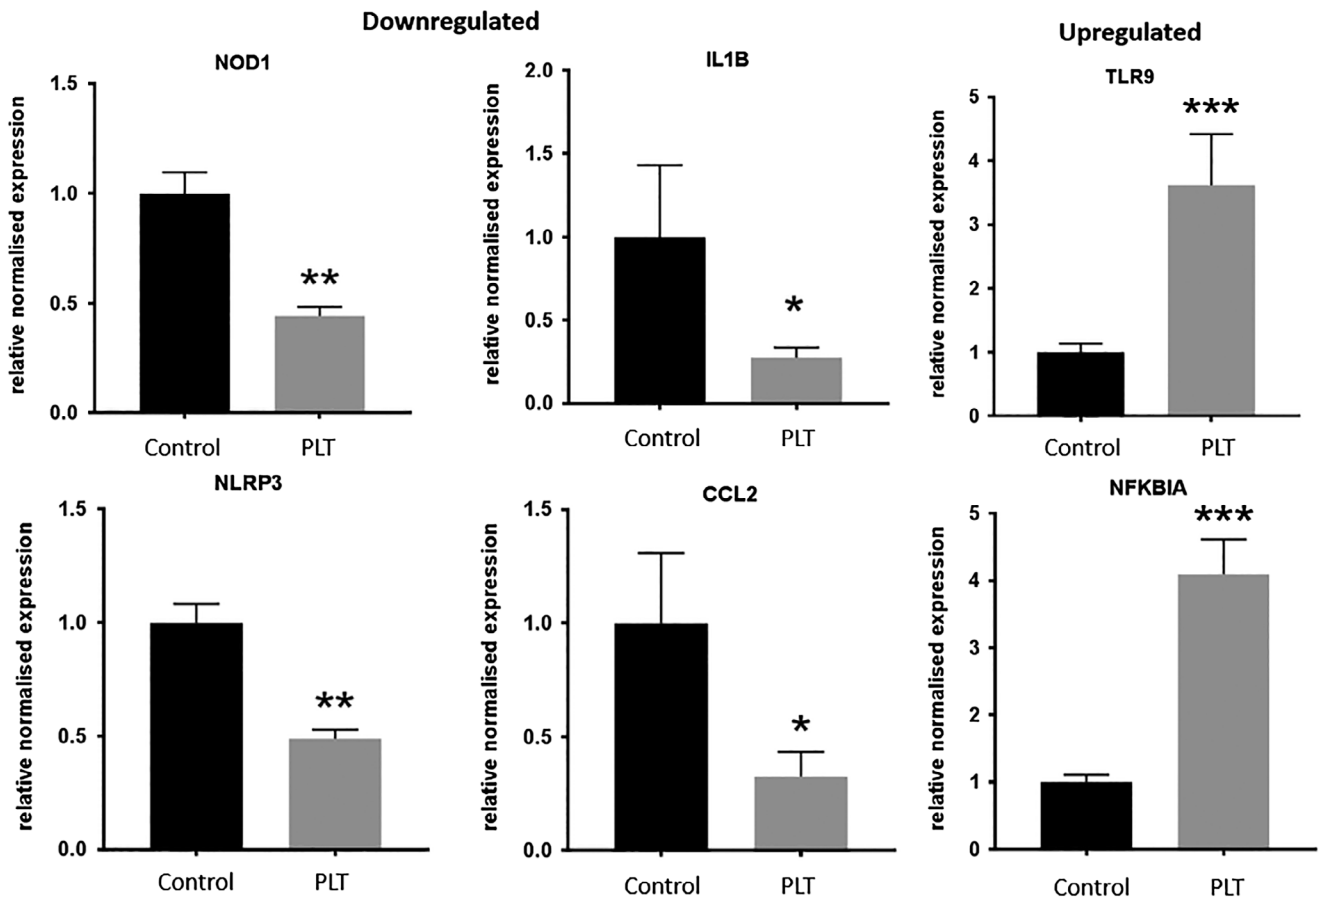 Downregulated
Upregulated
NOD1
relative normalised expression
1.5
1.0
0.5
0.0
**
Control
PLT
IL1B
relative normalised expression
2.0
1.5
1.0
0.5
0.0
*
Control
PLT
TLR9
relative normalised expression
5
4
3
2
1
0
***
Control
PLT
NLRP3
relative normalised expression
1.5
1.0
0.5
0.0
**
Control
PLT
CCL2
relative normalised expression
1.5
1.0
0.5
0.0
*
Control
PLT
NFKBIA
relative normalised expression
5
4
3
2
1
0
***
Control
PLT